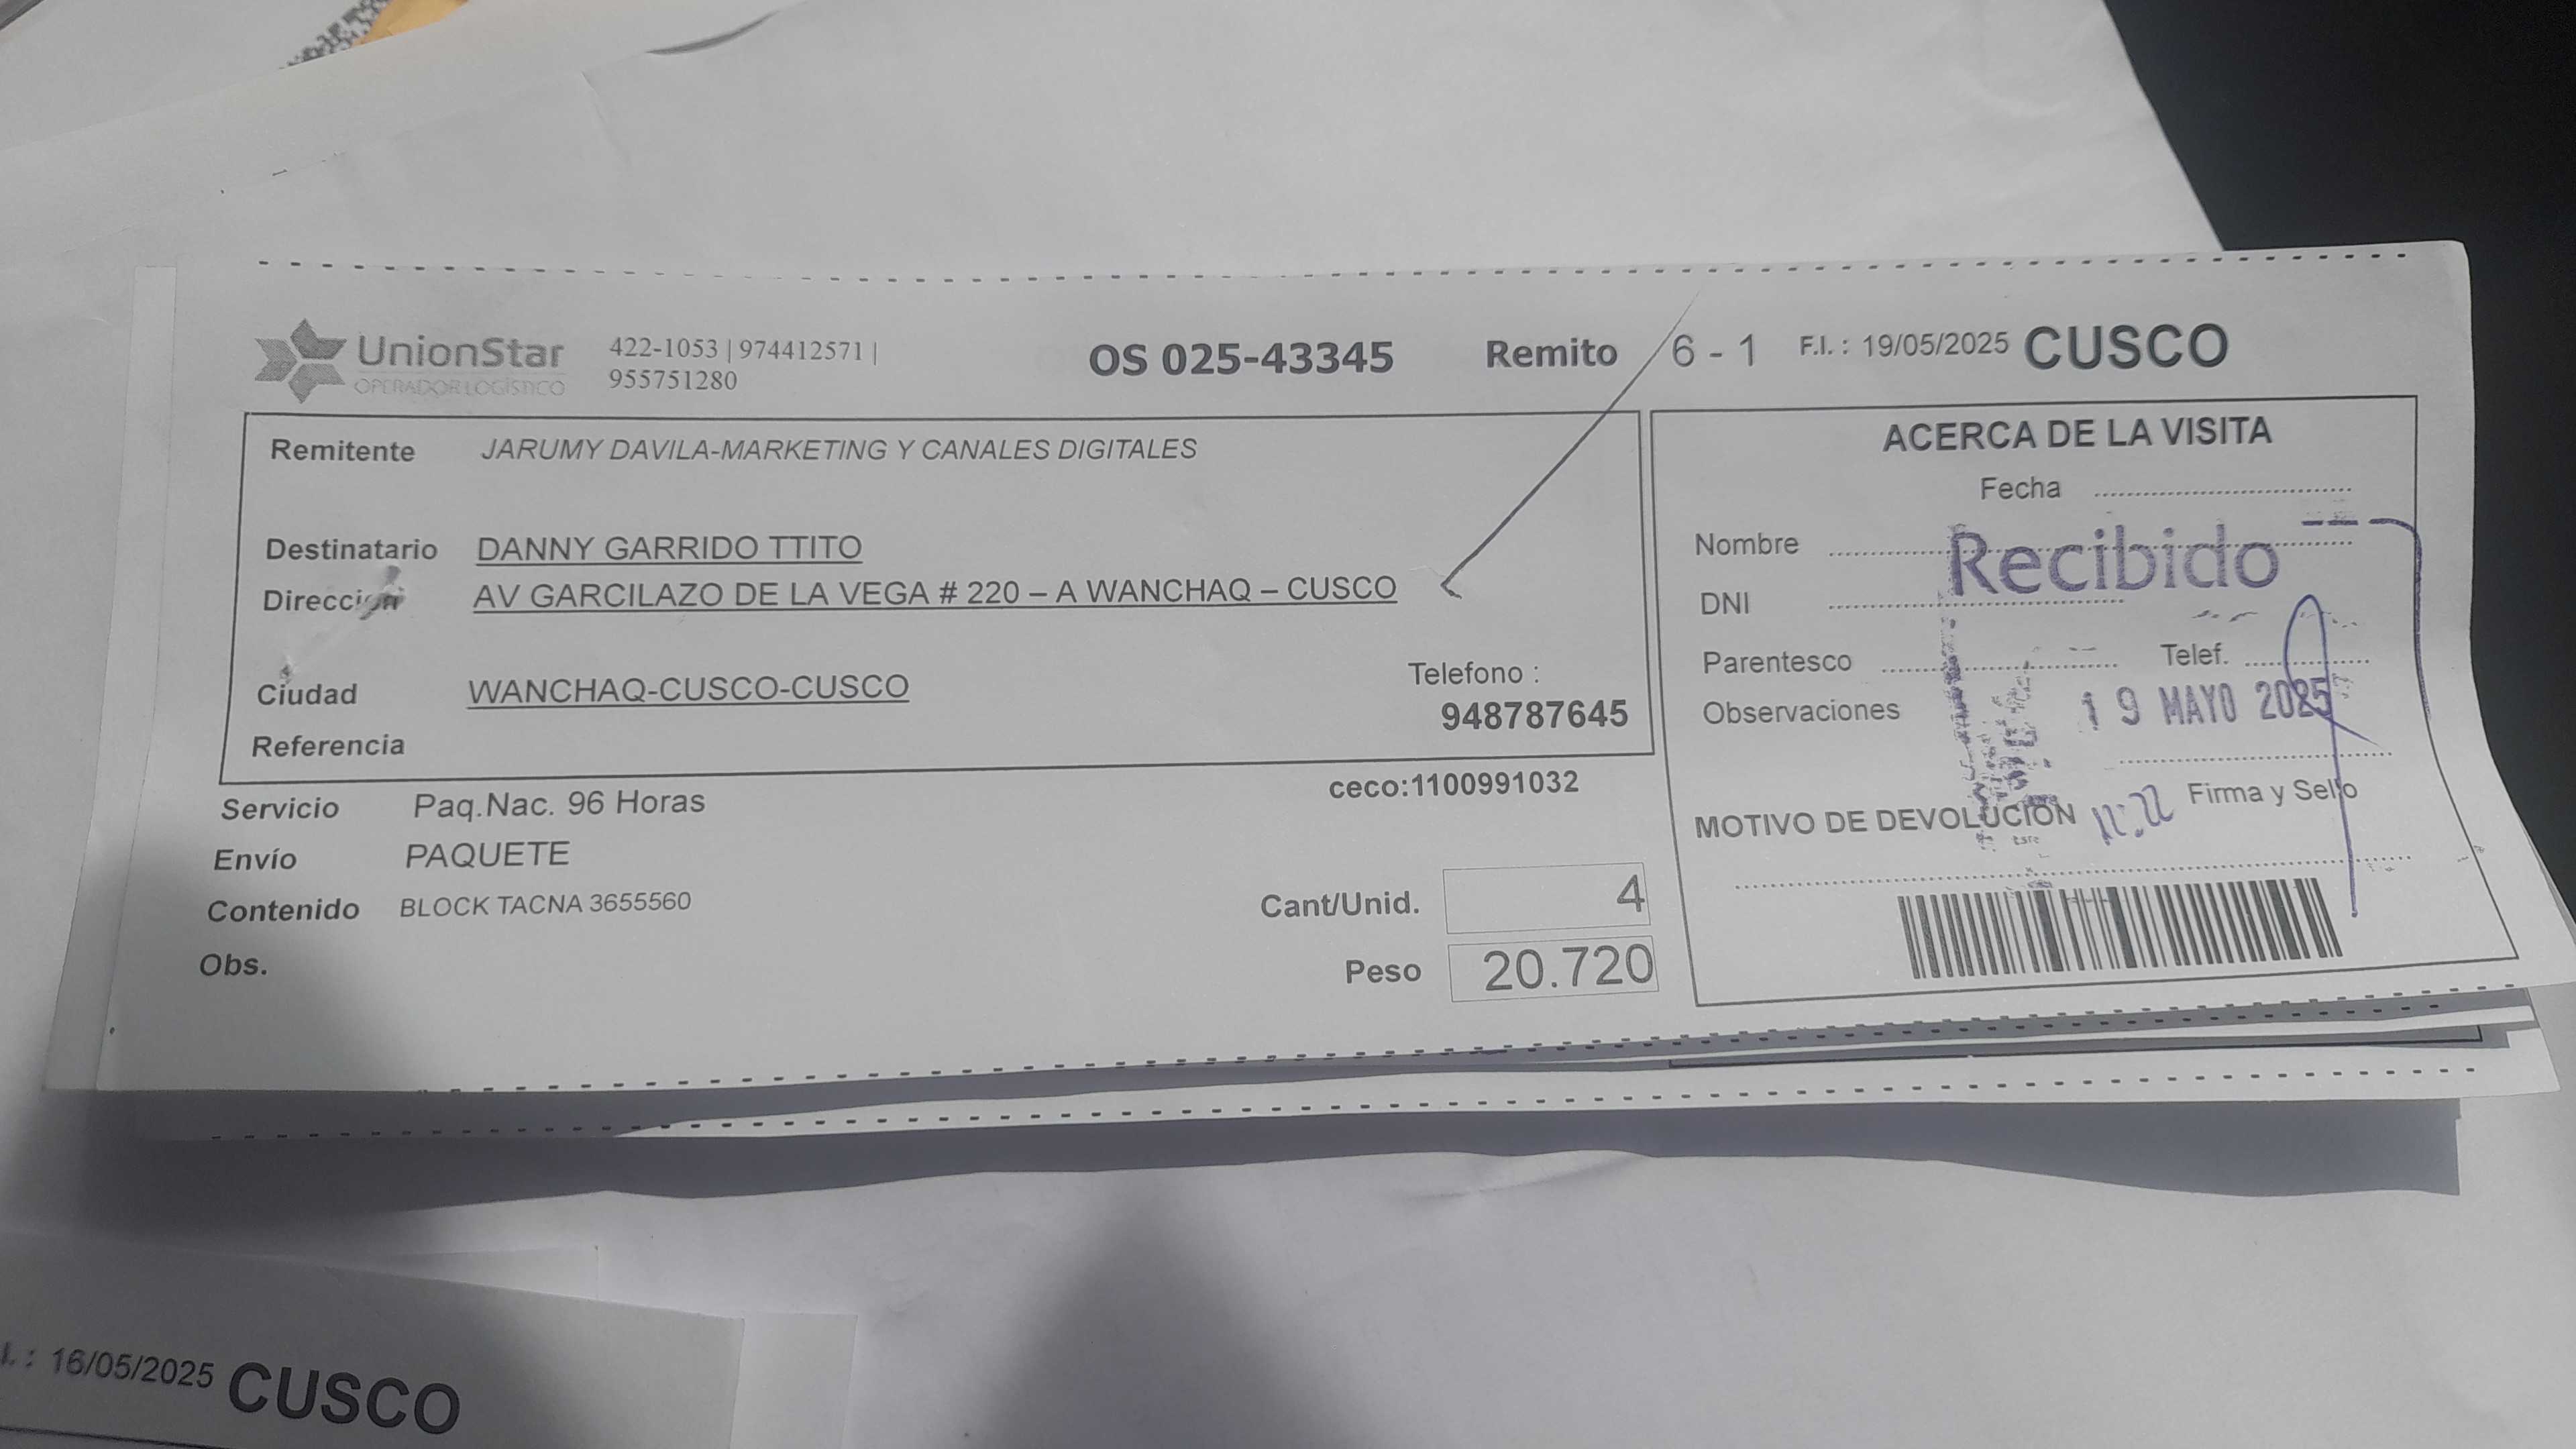 UnionStar
OPERADOR LOGÍSTICO
422-1053 | 974412571 |
955751280
OS 025-43345
Remito 6 - 1
F.I. : 19/05/2025 CUSCO
Remitente JARUMY DAVILA-MARKETING Y CANALES DIGITALES
Destinatario DANNY GARRIDO TTITO
Dirección AV GARCILAZO DE LA VEGA # 220 – A WANCHAQ – CUSCO
Ciudad WANCHAQ-CUSCO-CUSCO
Telefono :
948787645
Referencia
ceco:1100991032
Servicio Paq.Nac. 96 Horas
Envío PAQUETE
Contenido BLOCK TACNA 3655560
Obs.
Cant/Unid. 4
Peso 20.720
ACERCA DE LA VISITA
Fecha
Nombre
Recibido
DNI
Parentesco
Telef.
Observaciones
19 MAYO 2025
Firma y Sello
MOTIVO DE DEVOLUCIÓN
I. : 16/05/2025 CUSCO